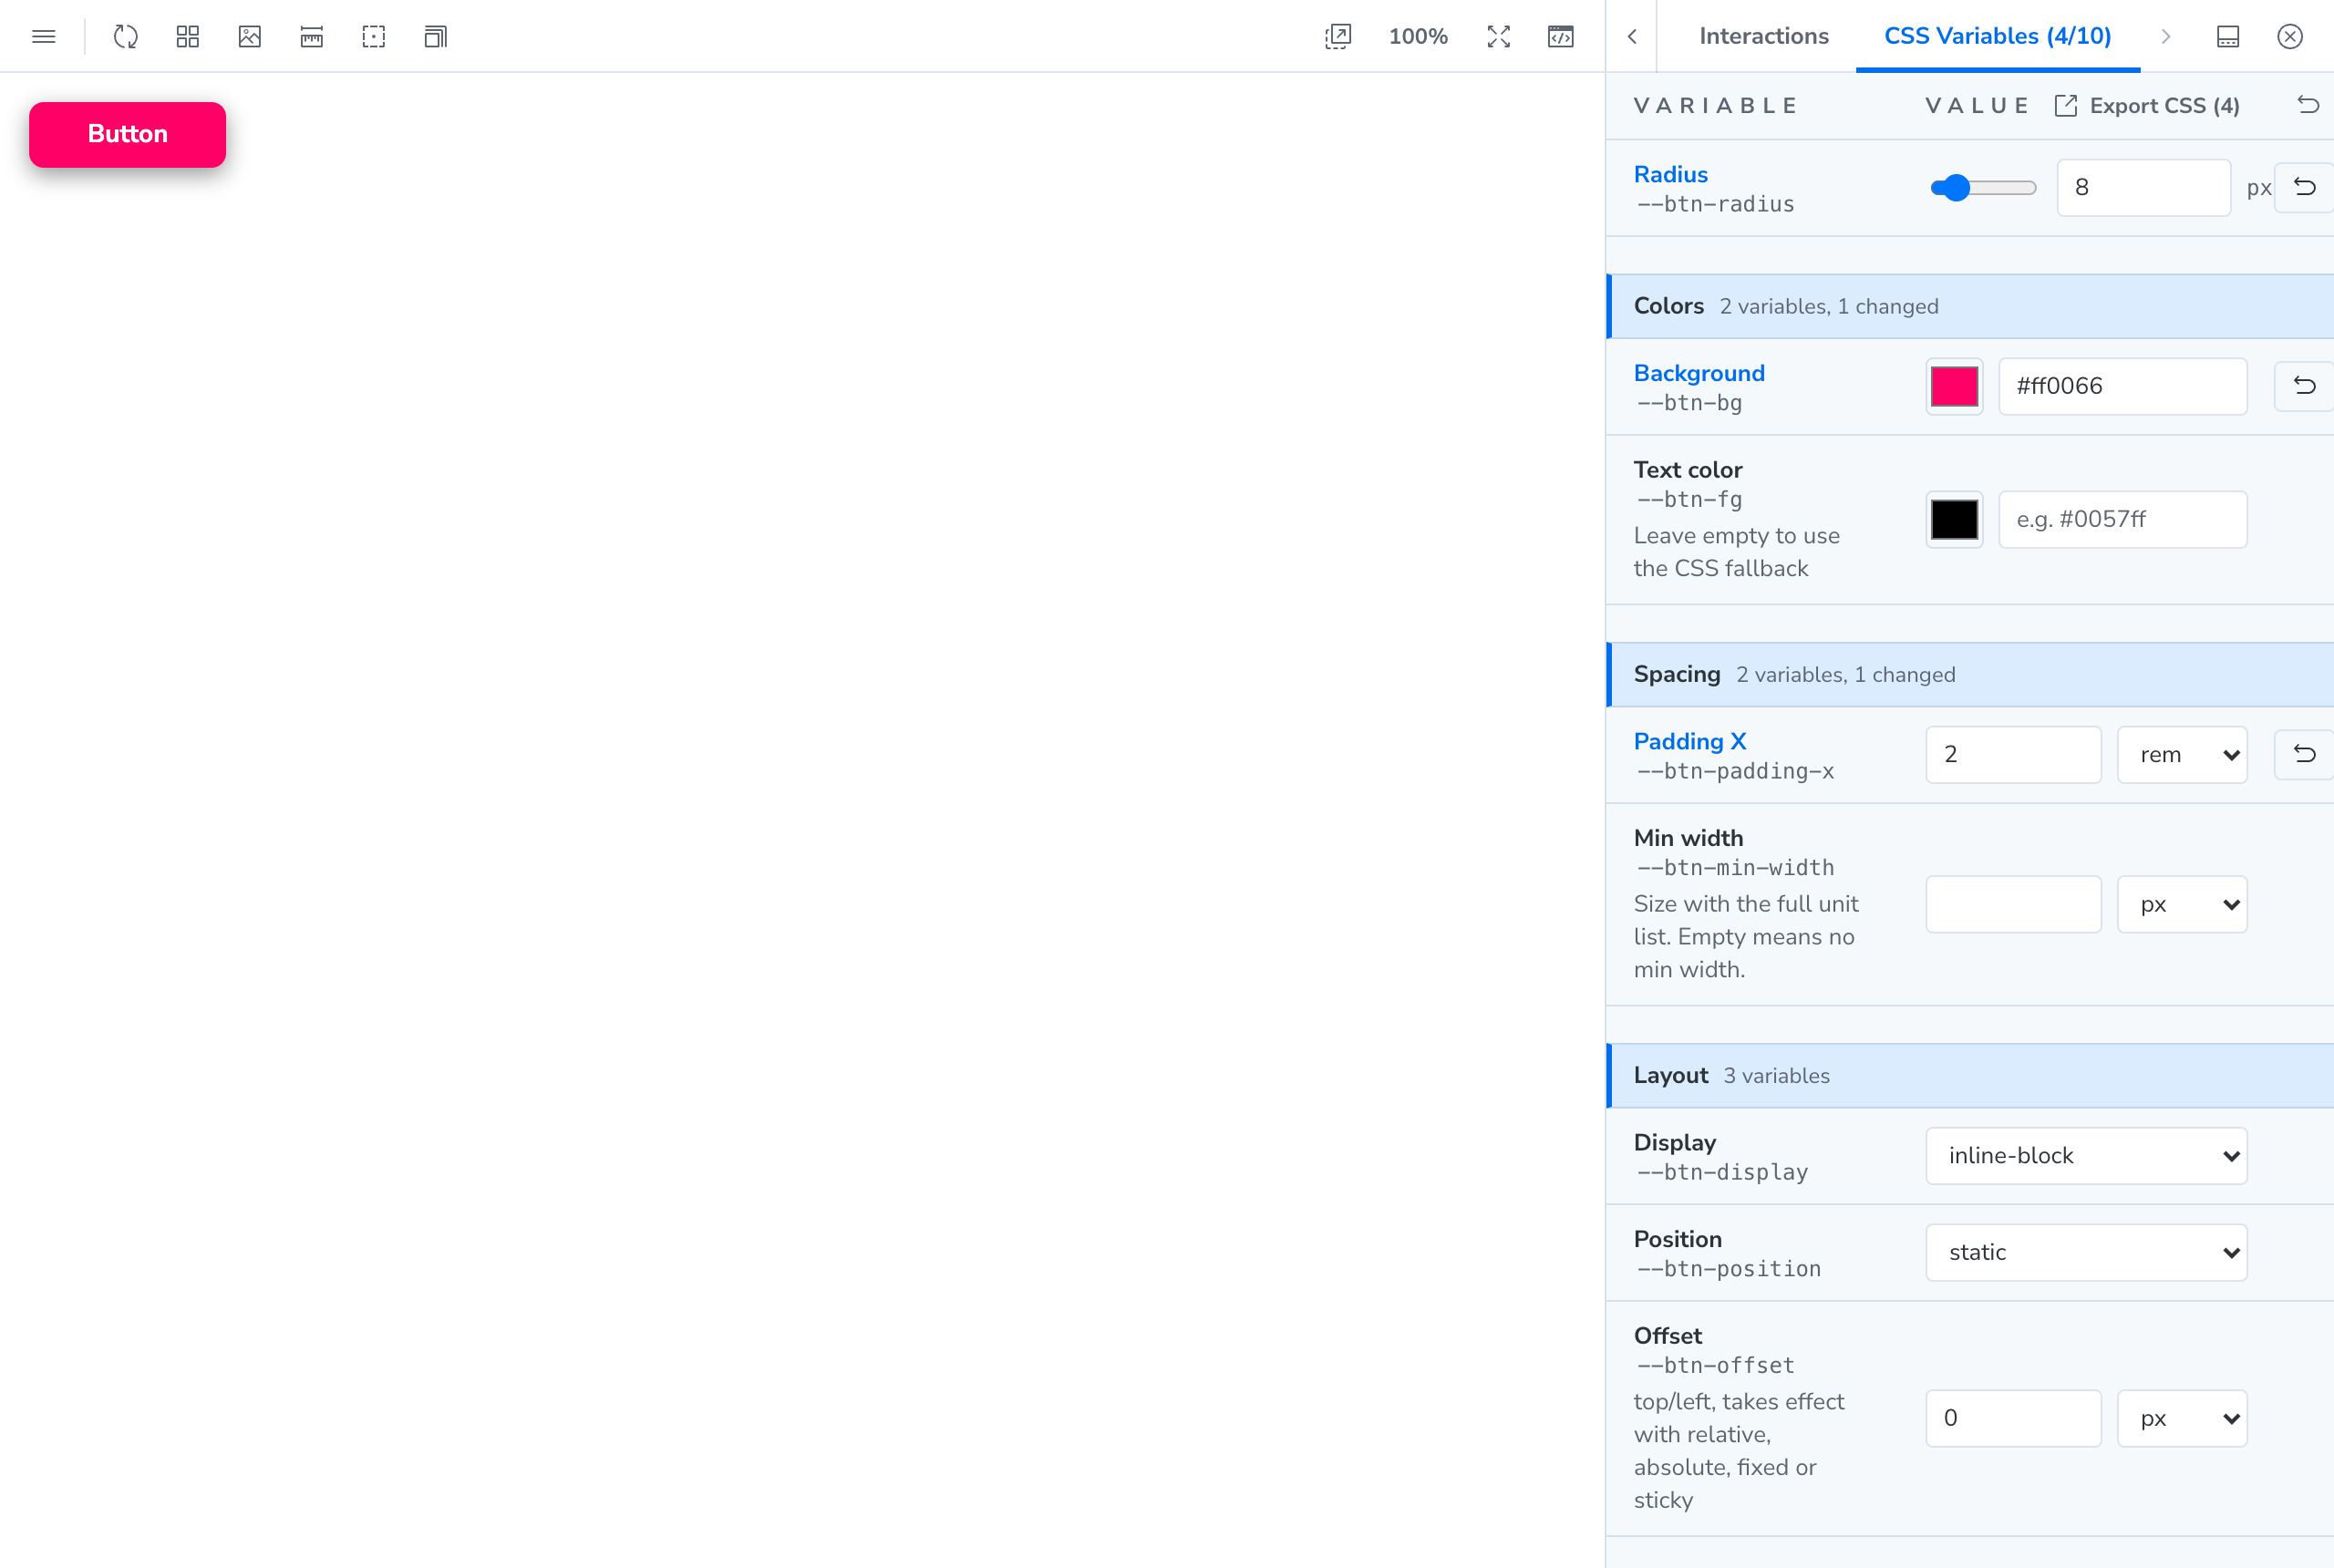 100%
Interactions
CSS Variables (4/10)
Button
VARIABLE
VALUE
Export CSS (4)
Radius
--btn-radius
8
px
Colors 2 variables, 1 changed
Background
--btn-bg
#ff0066
Text color
--btn-fg
Leave empty to use
the CSS fallback
e.g. #0057ff
Spacing 2 variables, 1 changed
Padding X
--btn-padding-x
2
rem
Min width
--btn-min-width
Size with the full unit
list. Empty means no
min width.
px
Layout 3 variables
Display
--btn-display
inline-block
Position
--btn-position
static
Offset
--btn-offset
top/left, takes effect
with relative,
absolute, fixed or
sticky
0
px